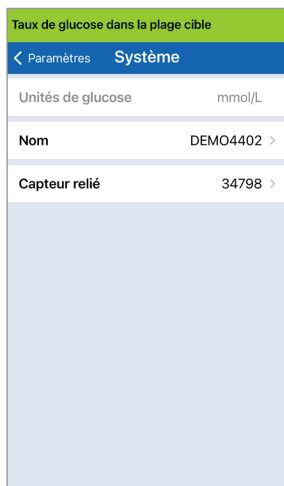 Taux de glucose dans la plage cible
Paramètres Système
Unités de glucose mmol/L
Nom DEMO4402
Capteur relié 34798